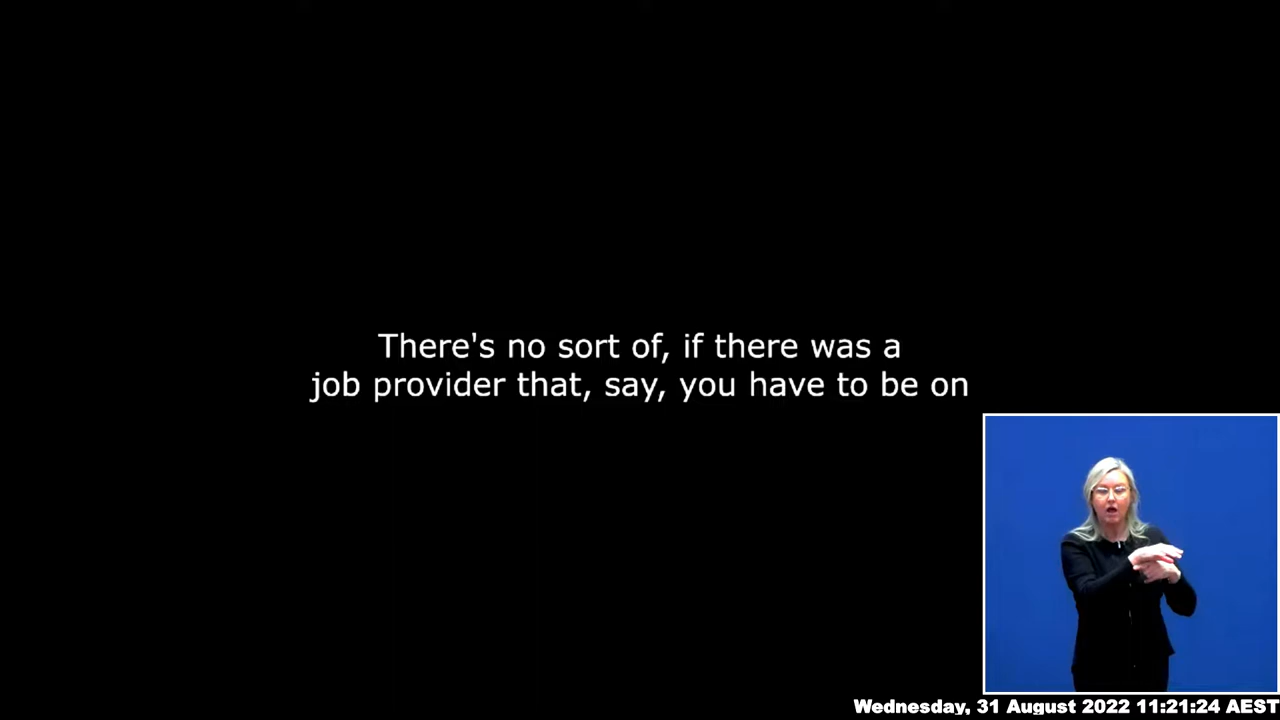 There's no sort of, if there was a
job provider that, say, you have to be on
Wednesday, 31 August 2022 11:21:24 AEST